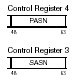 Control Register 4
PASN
48 63
Control Register 3
SASN
48 63